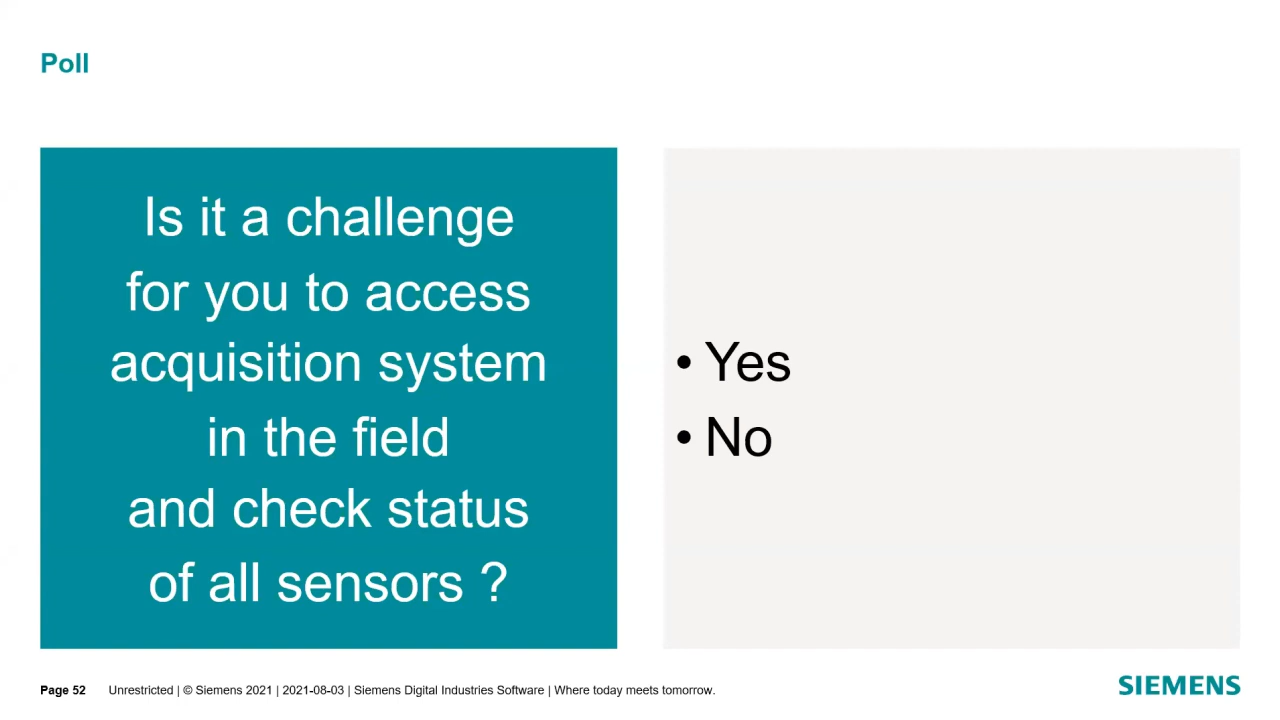 Poll
Is it a challenge
for you to access
acquisition system
in the field
and check status
of all sensors ?
• Yes
• No
Page 52 Unrestricted | © Siemens 2021 | 2021-08-03 | Siemens Digital Industries Software | Where today meets tomorrow.
SIEMENS